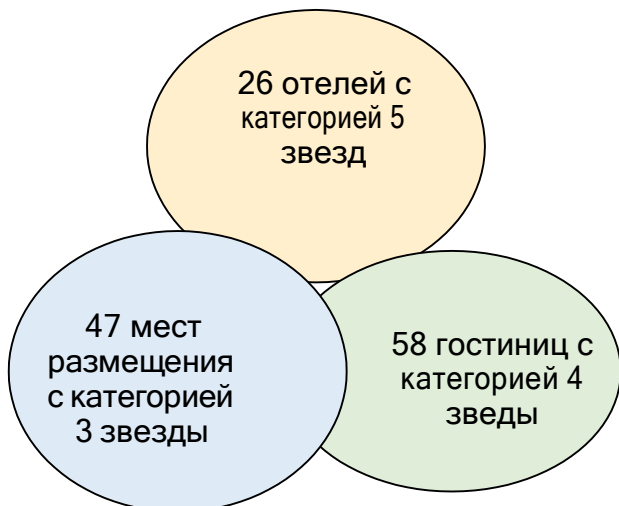 26 отелей с
категорией 5
звезд
47 мест
размещения
с категорией
3 звезды
58 гостиниц с
категорией 4
зведы